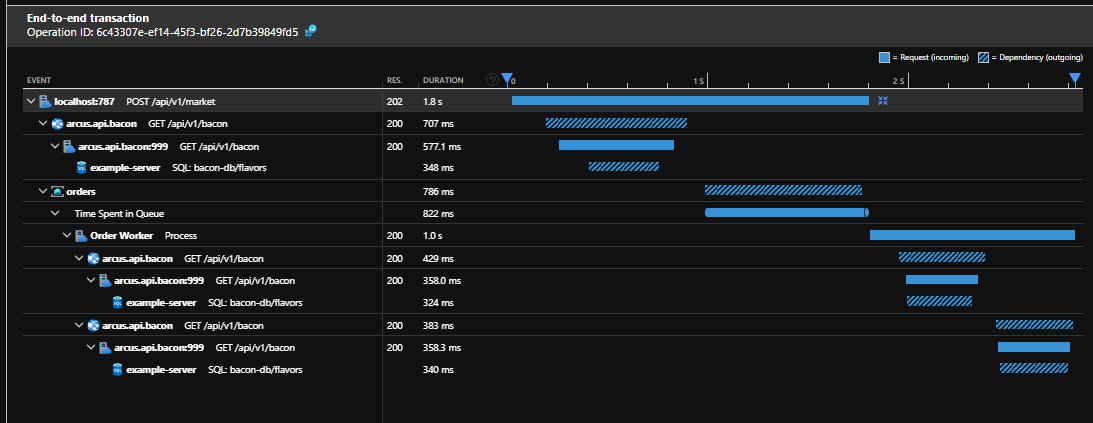 End-to-end transaction
Operation ID: 6c43307e-ef14-45f3-bf26-2d7b39849fd5
= Request (incoming) = Dependency (outgoing)
EVENT RES. DURATION 0 1 S 2 S
localhost:787 POST /api/v1/market 202 1.8 s
arcus.api.bacon GET /api/v1/bacon 200 707 ms
arcus.api.bacon:999 GET /api/v1/bacon 200 577.1 ms
SQL example-server SQL: bacon-db/flavors 348 ms
orders 786 ms
Time Spent in Queue 822 ms
Order Worker Process 200 1.0 s
arcus.api.bacon GET /api/v1/bacon 200 429 ms
arcus.api.bacon:999 GET /api/v1/bacon 200 358.0 ms
SQL example-server SQL: bacon-db/flavors 324 ms
arcus.api.bacon GET /api/v1/bacon 200 383 ms
arcus.api.bacon:999 GET /api/v1/bacon 200 358.3 ms
SQL example-server SQL: bacon-db/flavors 340 ms